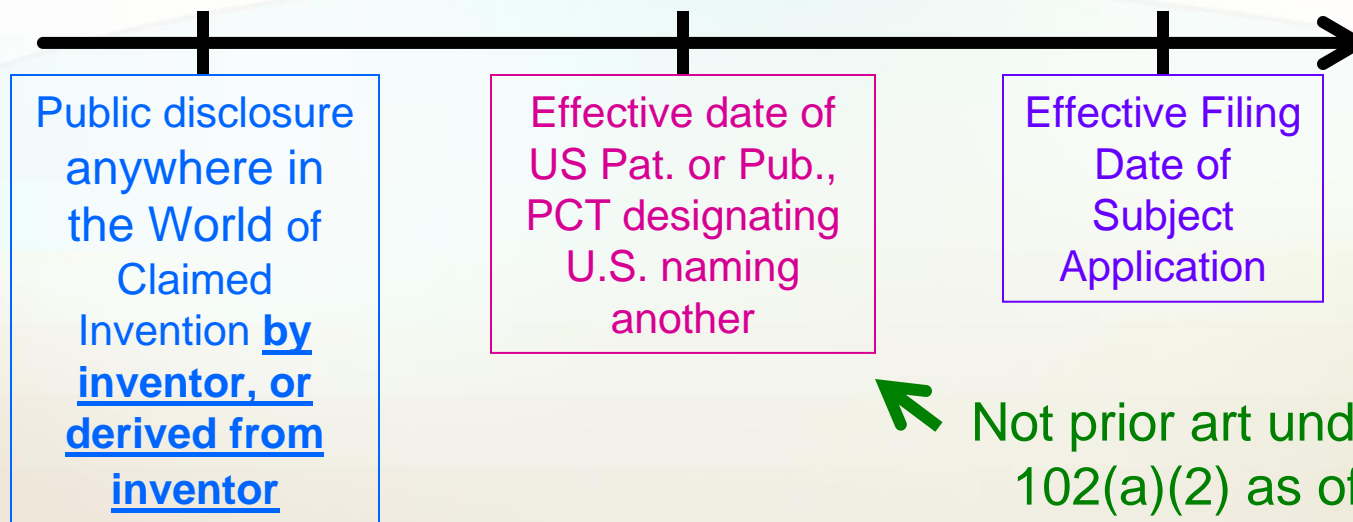 Public disclosure
anywhere in
the World of
Claimed
Invention by
inventor, or
derived from
inventor
Effective date of
US Pat. or Pub.,
PCT designating
U.S. naming
another
Effective Filing
Date of
Subject
Application
Not prior art
102(a)(2) as